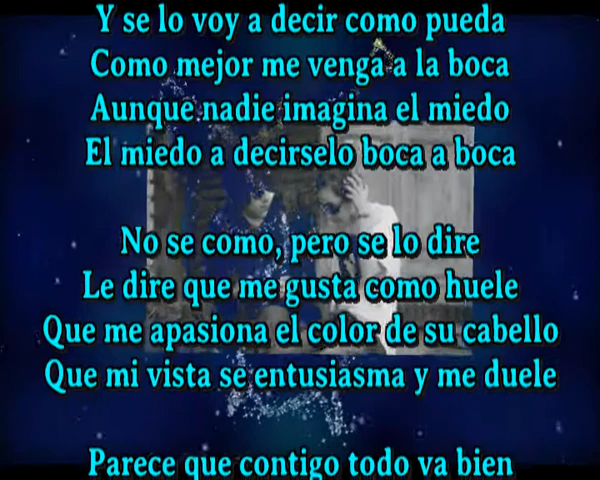 Y se lo voy a decir como pueda
Como mejor me venga a la boca
Aunque nadie imagina el miedo
El miedo a decirselo boca a boca
No se como, pero se lo dire
Le dire que me gusta como huele
Que me apasiona el color de su cabello
Que mi vista se entusiasma y me duele
Parece que contigo todo va bien